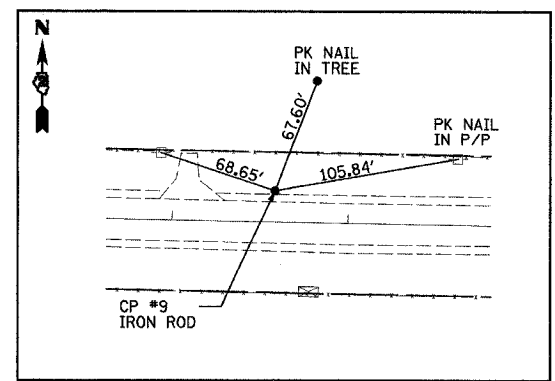 N
PK NAIL
IN TREE
67.60'
PK NAIL
IN P/P
68.65'
105.84'
CP #9
IRON ROD